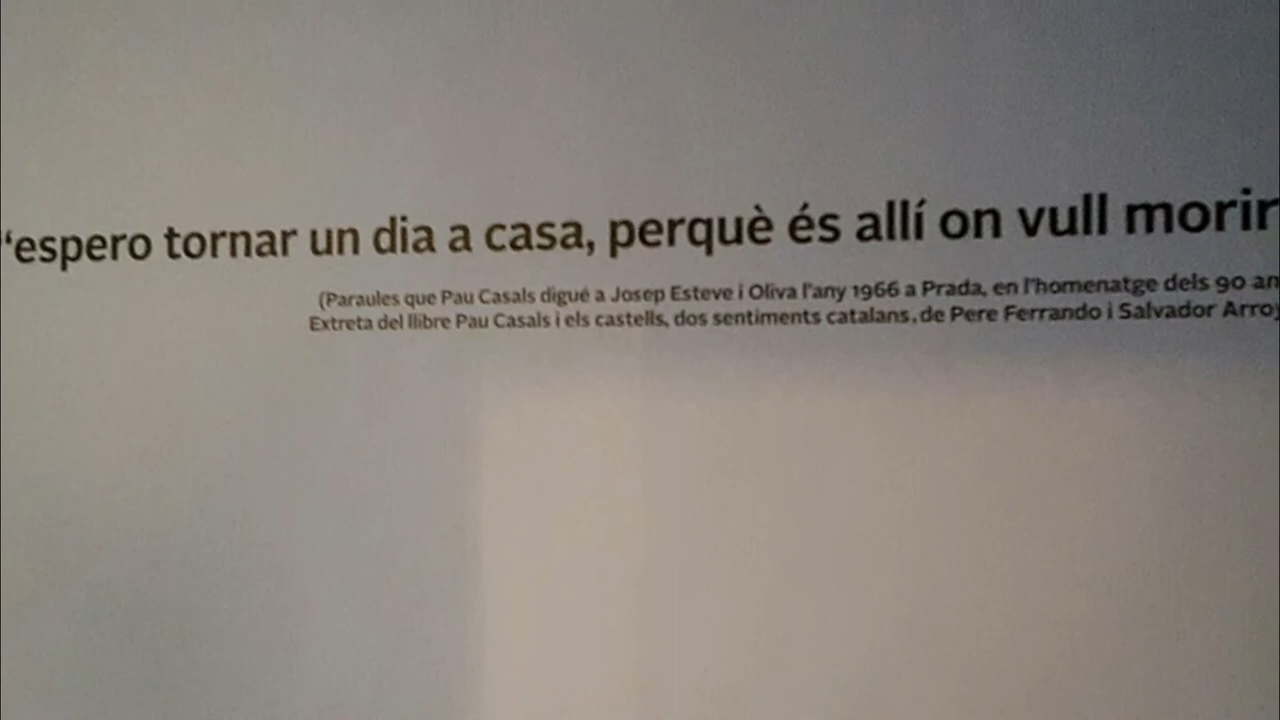 “espero tornar un dia a casa, perquè és allí on vull morir
(Paraules que Pau Casals digué a Josep Esteve i Oliva l'any 1966 a Prada, en l'homenatge dels 90 an
Extreta del llibre Pau Casals i els castells, dos sentiments catalans, de Pere Ferrando i Salvador Arroy